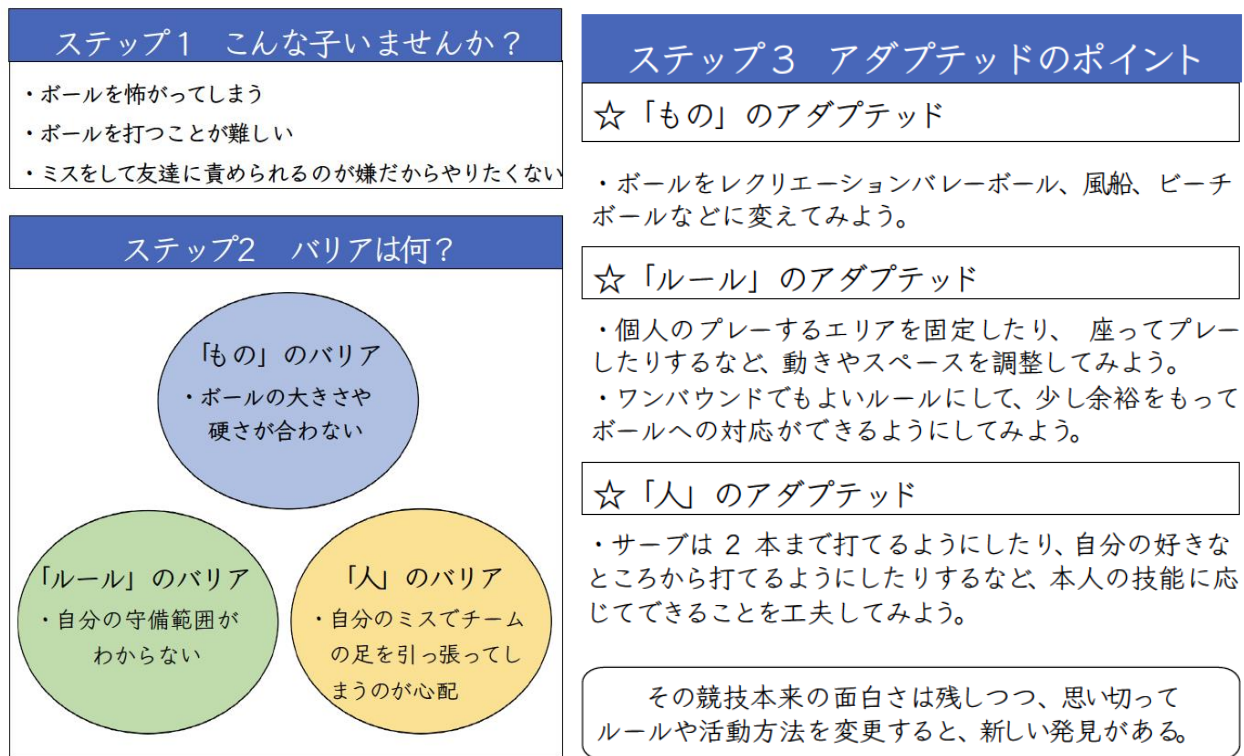 ステップ1 こんな子いませんか?
・ボールを怖がってしまう
・ボールを打つことが難しい
・ミスをして友達に責められるのが嫌だからやりたくない
ステップ2 バリアは何?
「もの」のバリア
・ボールの大きさや
硬さが合わない
「ルール」のバリア
・自分の守備範囲が
わからない
「人」のバリア
・自分のミスでチーム
の足を引っ張ってし
まうのが心配
ステップ3 アダプテッドのポイント
☆「もの」のアダプテッド
・ボールをレクリエーションバレーボール、風船、ビーチ
ボールなどに変えてみよう。
☆「ルール」のアダプテッド
・個人のプレーするエリアを固定したり、 座ってプレー
したりするなど、動きやスペースを調整してみよう。
・ワンバウンドでもよいルールにして、少し余裕をもって
ボールへの対応ができるようにしてみよう。
☆「人」のアダプテッド
・サーブは 2 本まで打てるようにしたり、自分の好きな
ところから打てるようにしたりするなど、本人の技能に応
じてできることを工夫してみよう。
その競技本来の面白さは残しつつ、思い切って
ルールや活動方法を変更すると、新しい発見がある。